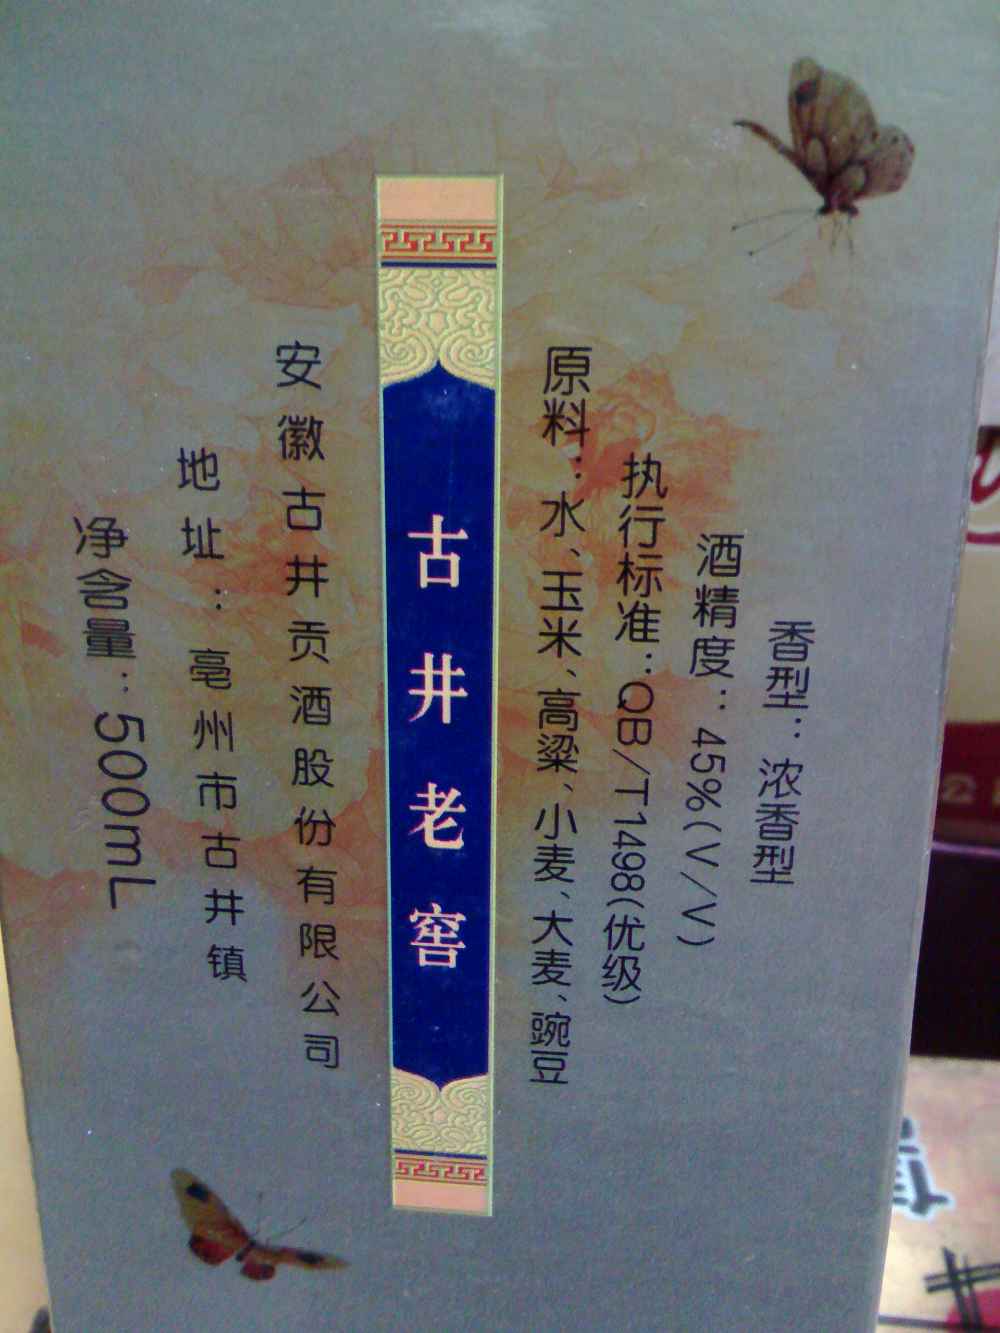 香型：浓香型
酒精度：45%(V/V)
执行标准：QB/T1498(优级)
原料：水、玉米、高粱、小麦、大麦、豌豆
古井老窖
安徽古井贡酒股份有限公司
地址：亳州市古井镇
净含量：500mL